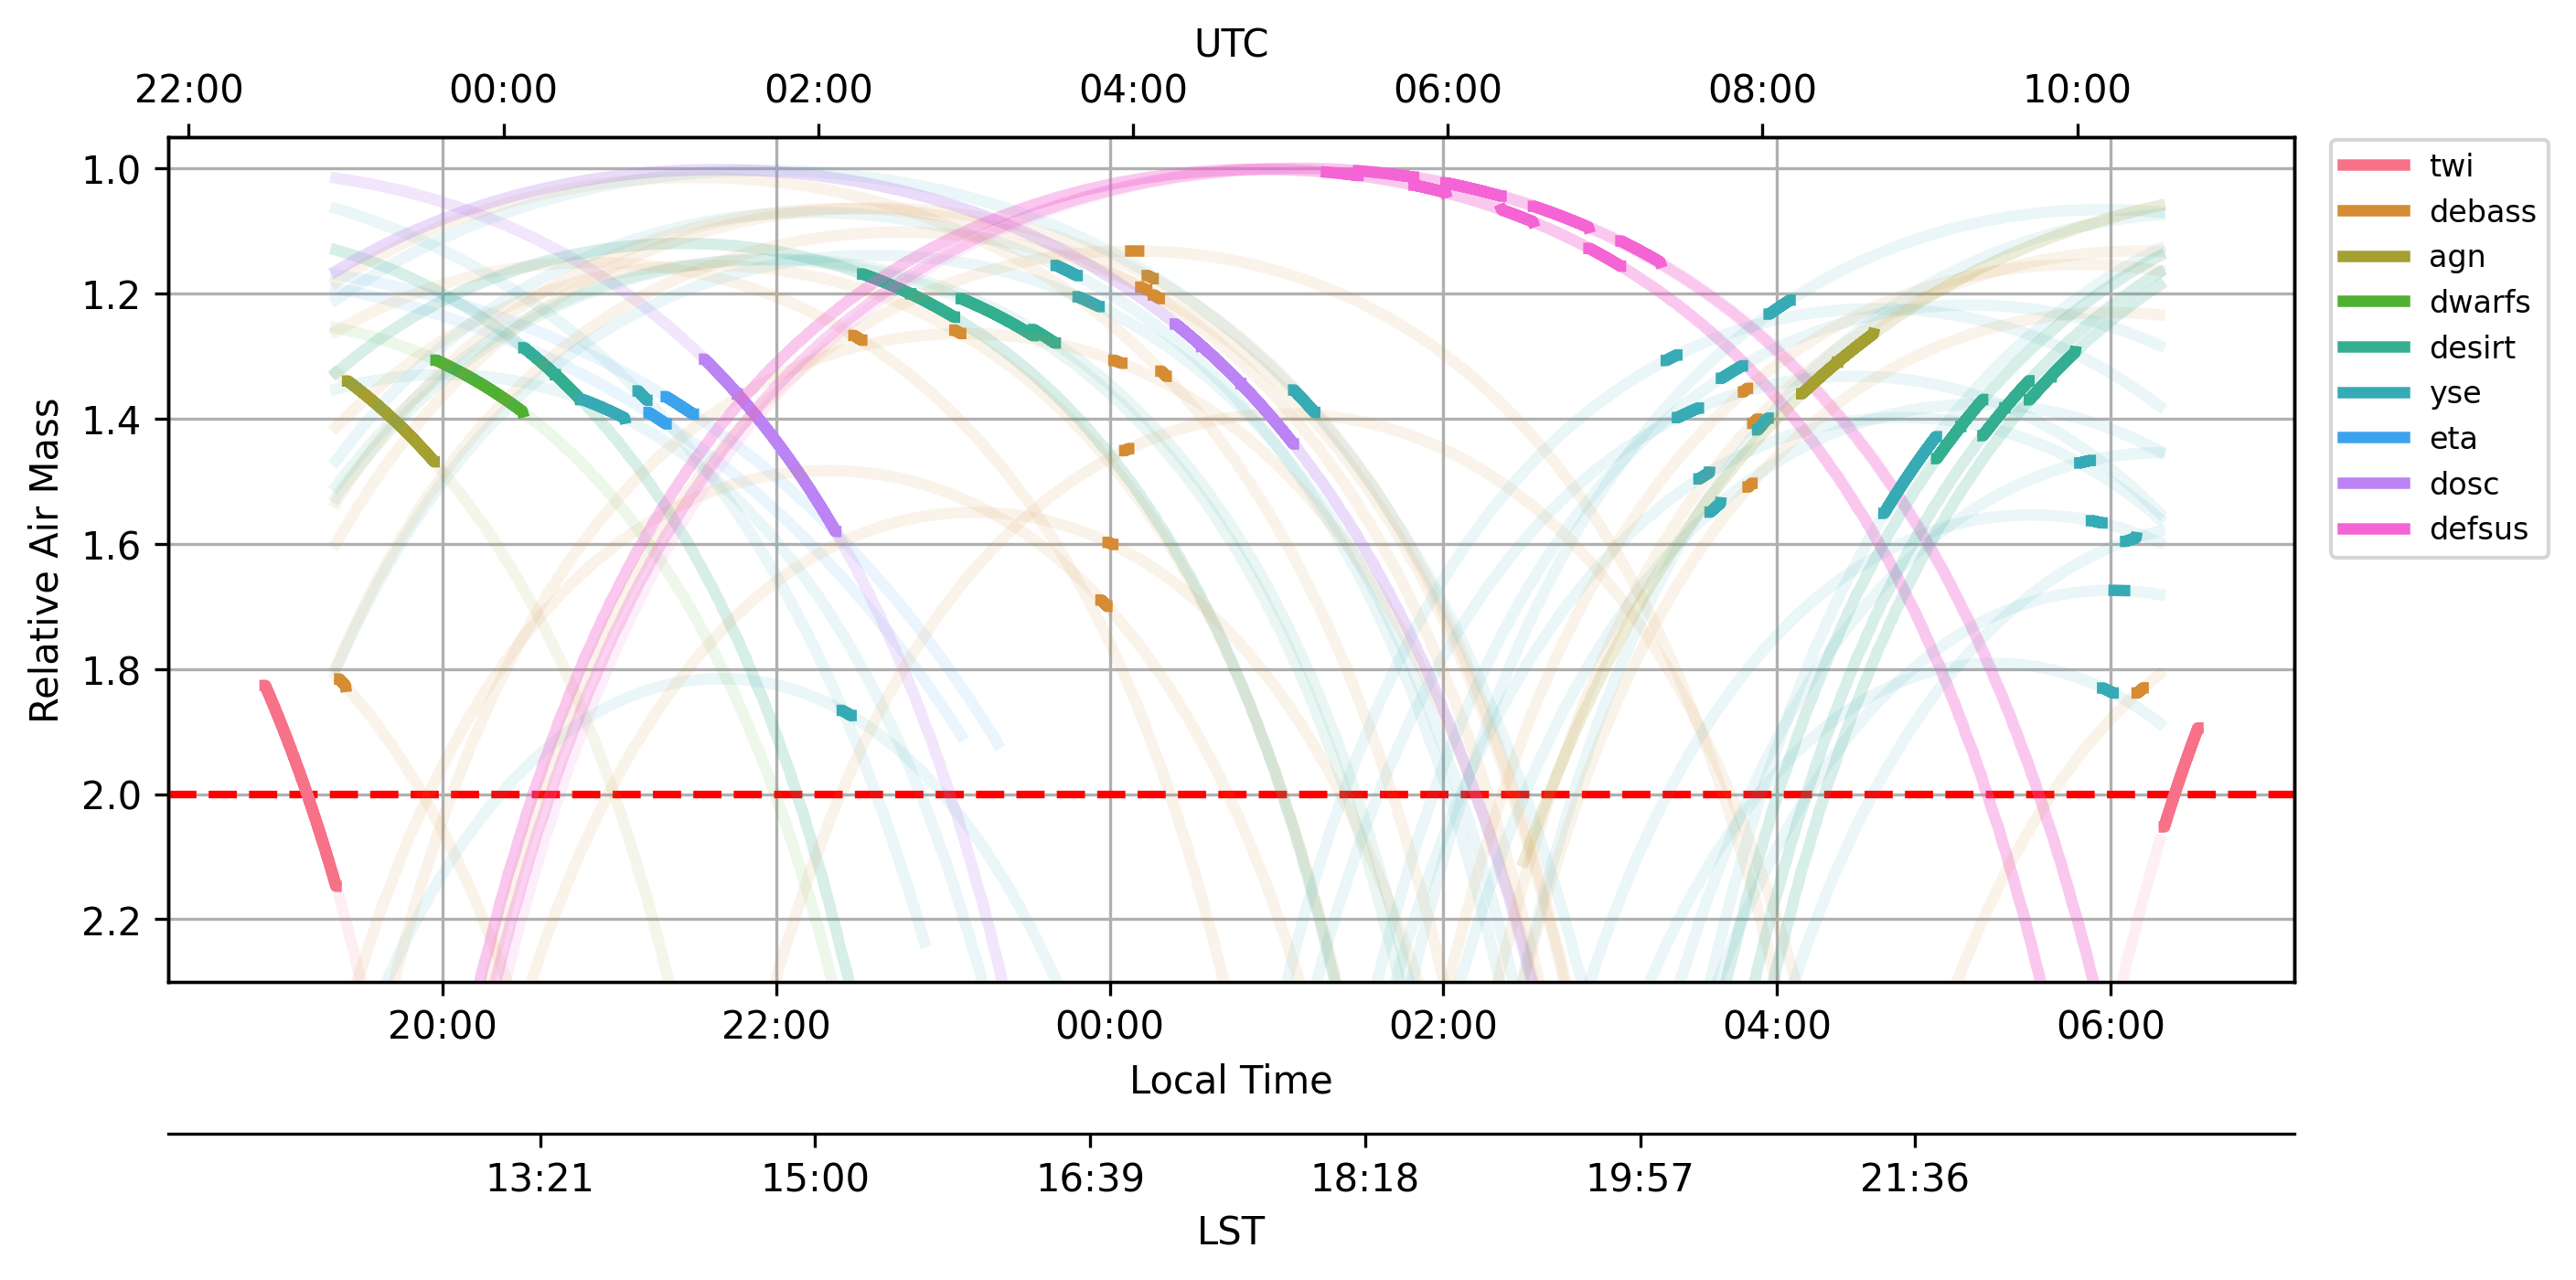 UTC
22:00 00:00 02:00 04:00 06:00 08:00 10:00
Relative Air Mass
1.0
1.2
1.4
1.6
1.8
2.0
2.2
twi
debass
agn
dwarfs
desirt
yse
eta
dosc
defsus
20:00 22:00 00:00 02:00 04:00 06:00
Local Time
13:21 15:00 16:39 18:18 19:57 21:36
LST